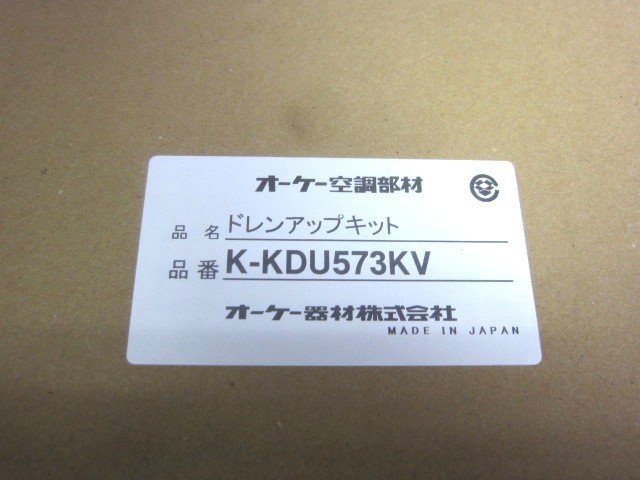 オーケー空調部材
品名 ドレンアップキット
品番 K-KDU573KV
オーケー器材株式会社
MADE IN JAPAN